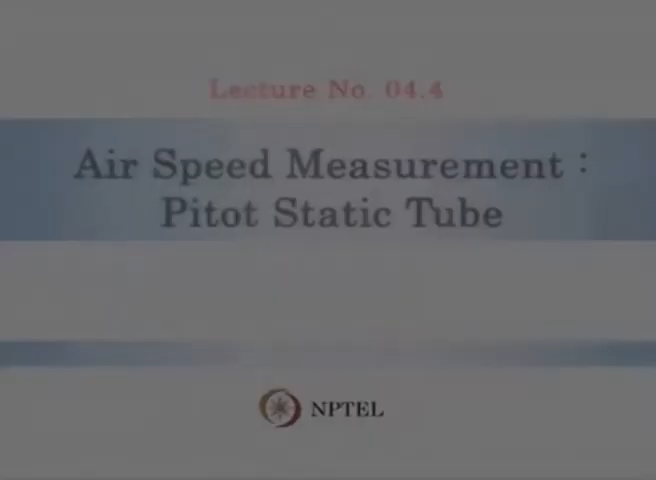 Lecture No. 04.4
Air Speed Measurement :
Pitot Static Tube
NPTEL